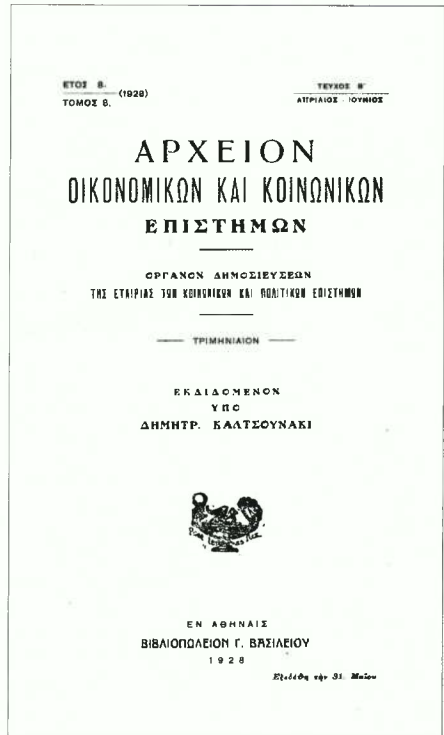 ΕΤΟΣ 8.
(1928)
ΤΟΜΟΣ 8.
ΤΕΥΧΟΣ Β'
ΑΠΡΙΛΙΟΣ - ΙΟΥΝΙΟΣ
ΑΡΧΕΙΟΝ
ΟΙΚΟΝΟΜΙΚΩΝ ΚΑΙ ΚΟΙΝΩΝΙΚΩΝ
ΕΠΙΣΤΗΜΩΝ
ΟΡΓΑΝΟΝ ΔΗΜΟΣΙΕΥΣΕΩΝ
ΤΗΣ ΕΤΑΙΡΙΑΣ ΤΩΝ ΚΟΙΝΩΝΙΚΩΝ ΚΑΙ ΠΟΛΙΤΙΚΩΝ ΕΠΙΣΤΗΜΩΝ
ΤΡΙΜΗΝΙΑΙΟΝ
ΕΚΔΙΔΟΜΕΝΟΝ
ΥΠΟ
ΔΗΜΗΤΡ. ΚΑΛΤΣΟΥΝΑΚΙ
ΕΝ ΑΘΗΝΑΙΣ
ΒΙΒΛΙΟΠΩΛΕΙΟΝ Γ. ΒΑΣΙΛΕΙΟΥ
1928
Εξεδόθη την 31. Μαΐου